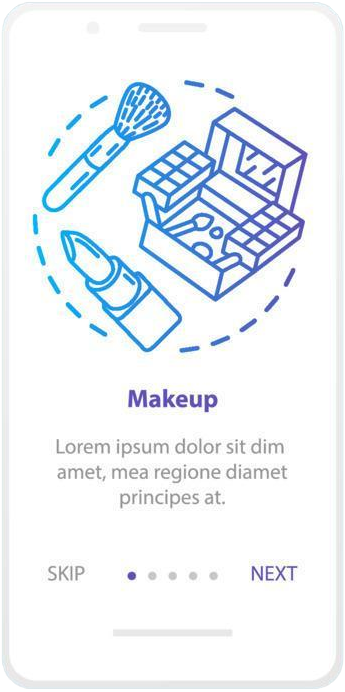 Makeup
Lorem ipsum dolor sit dim
amet, mea regione diamet
principes at.
SKIP NEXT